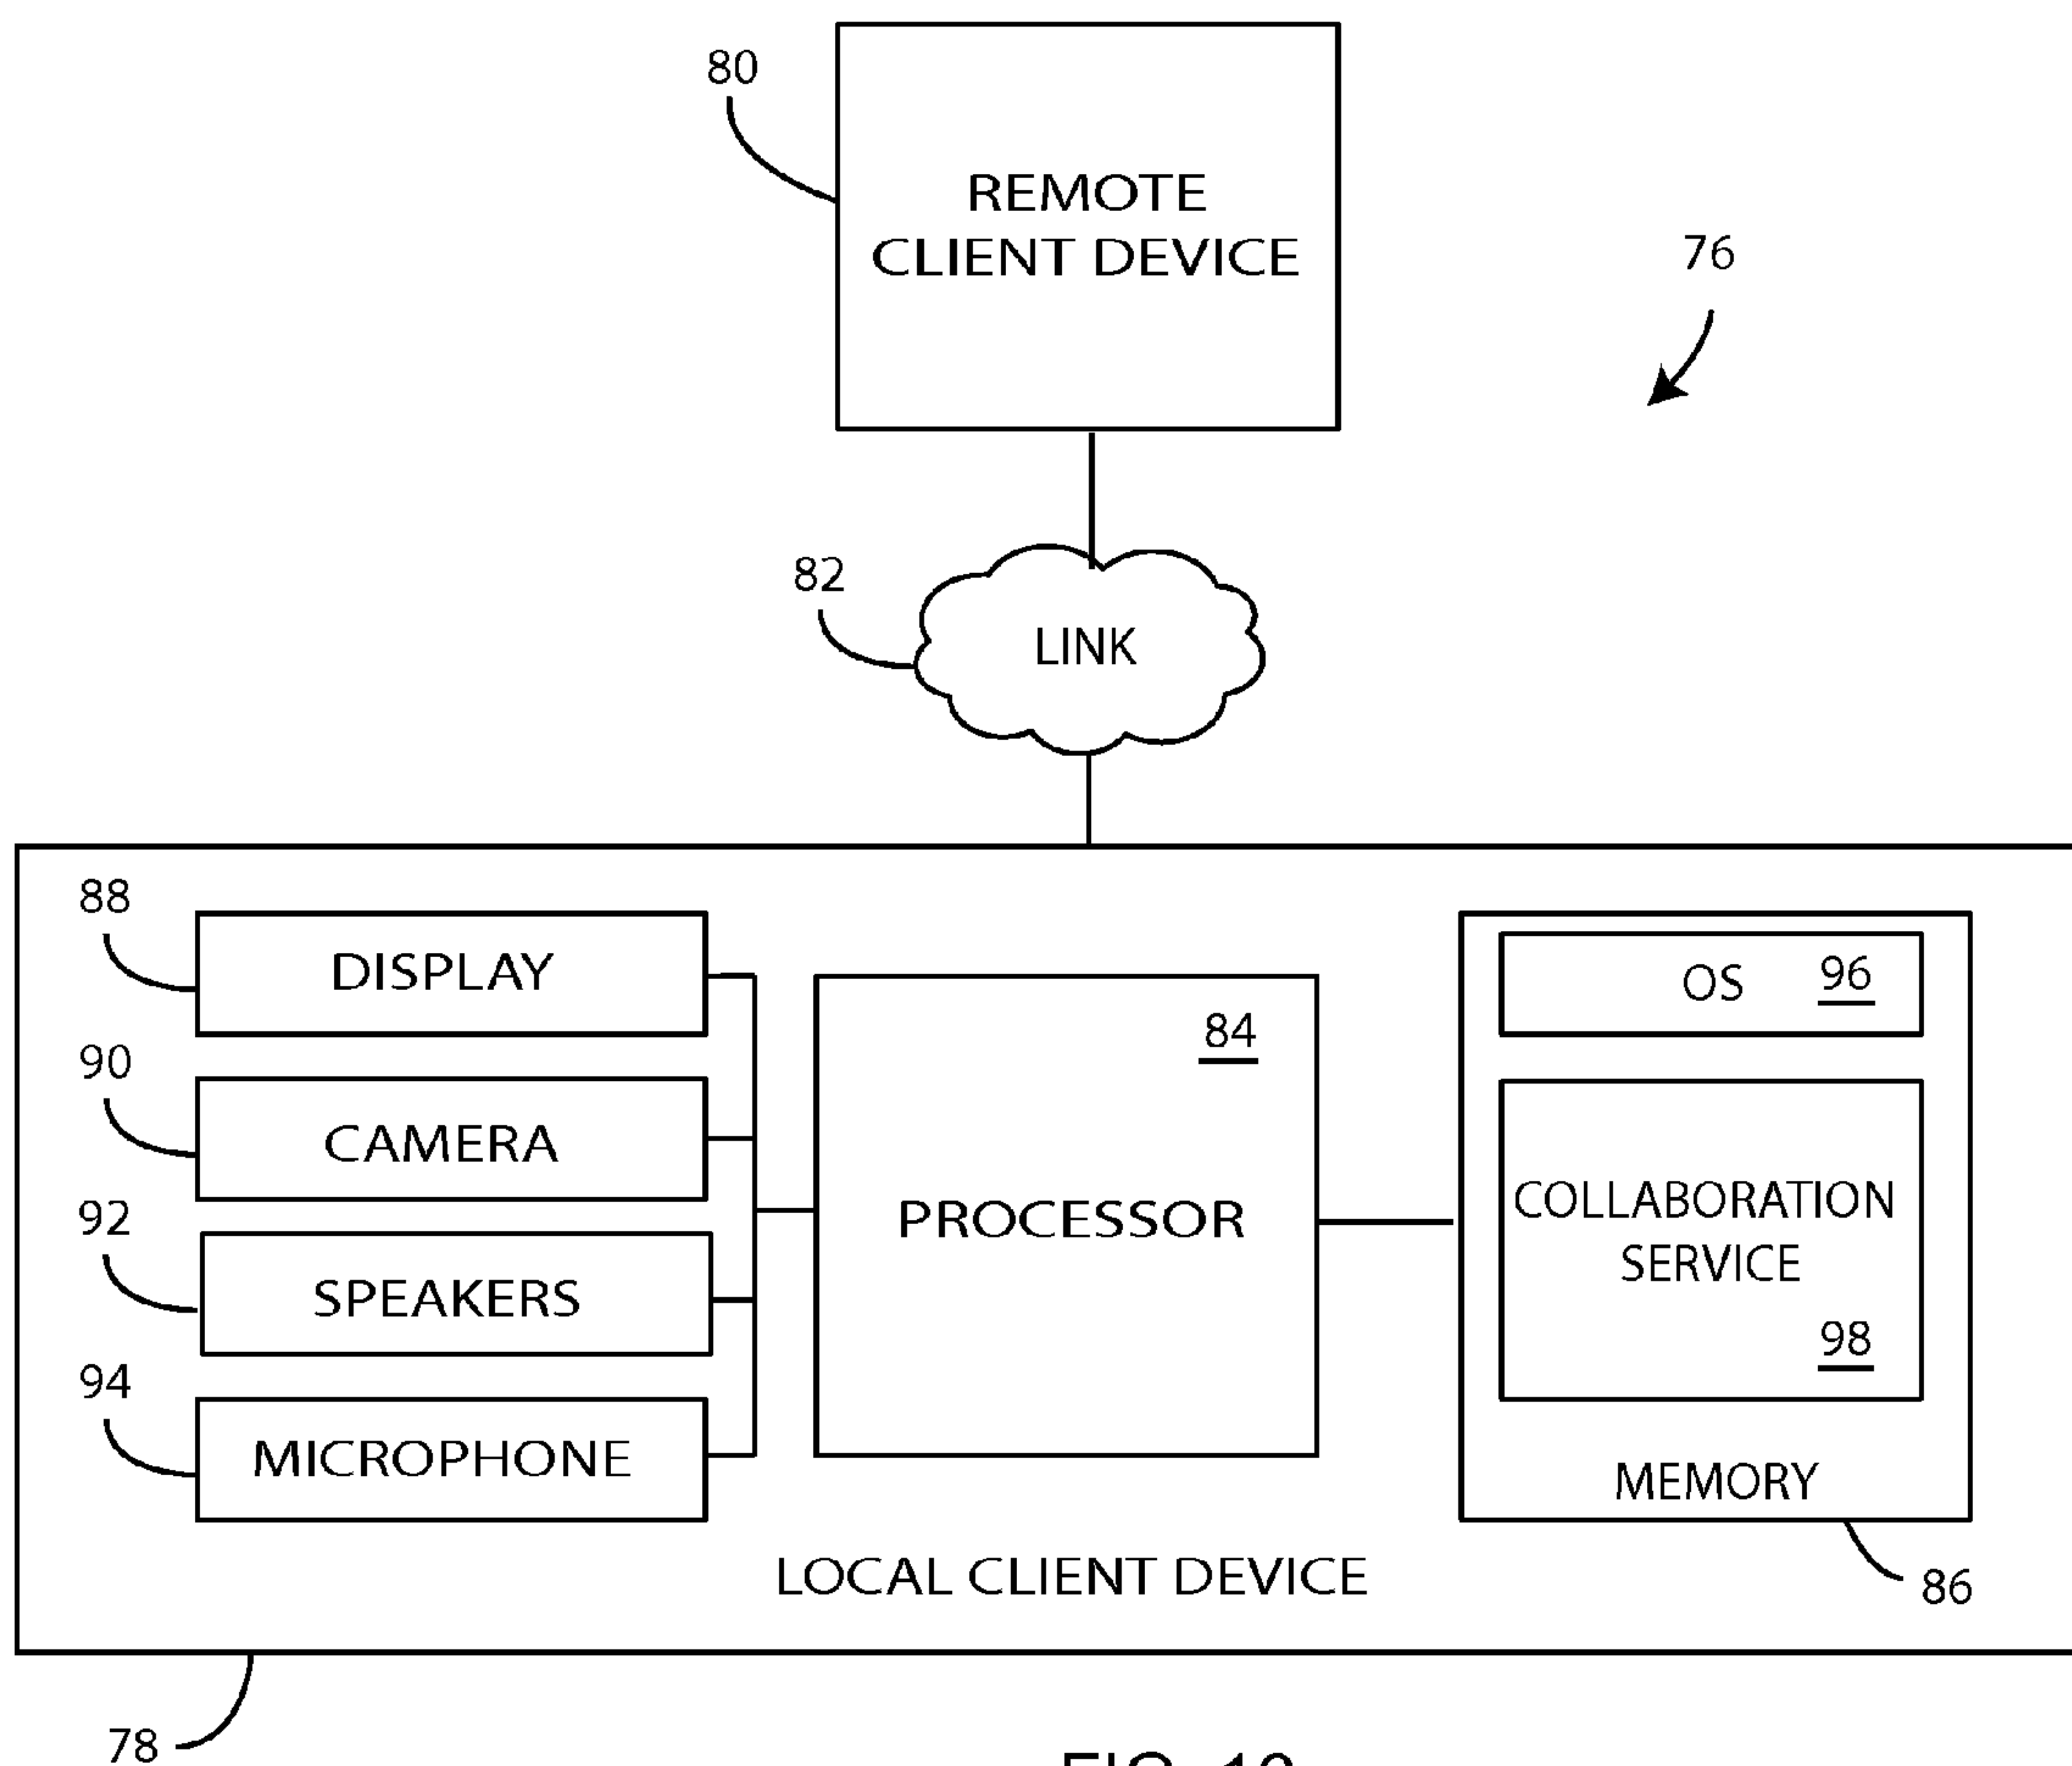 80
REMOTE
CLIENT DEVICE
76
82
LINK
88
DISPLAY
90
CAMERA
92
SPEAKERS
94
MICROPHONE
84
PROCESSOR
OS 96
COLLABORATION
SERVICE
98
MEMORY
86
LOCAL CLIENT DEVICE
78
FIG.